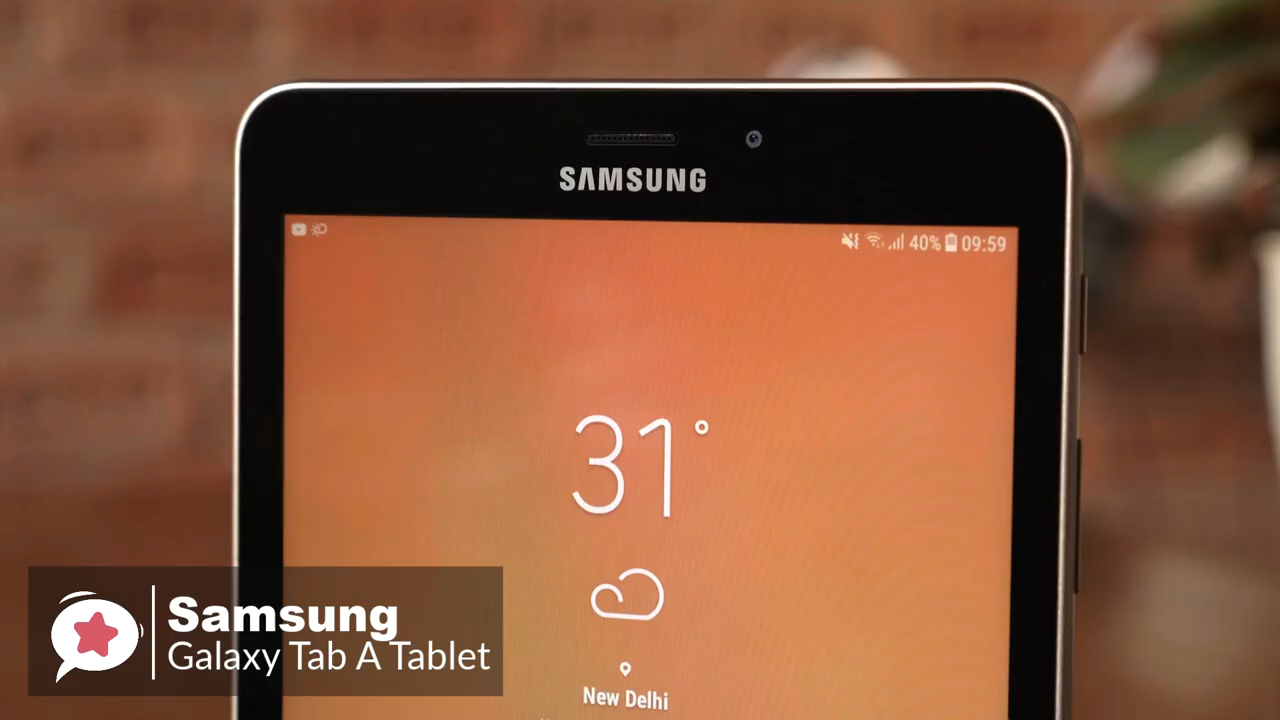 SAMSUNG
40% 09:59
31°
New Delhi
Samsung
Galaxy Tab A Tablet